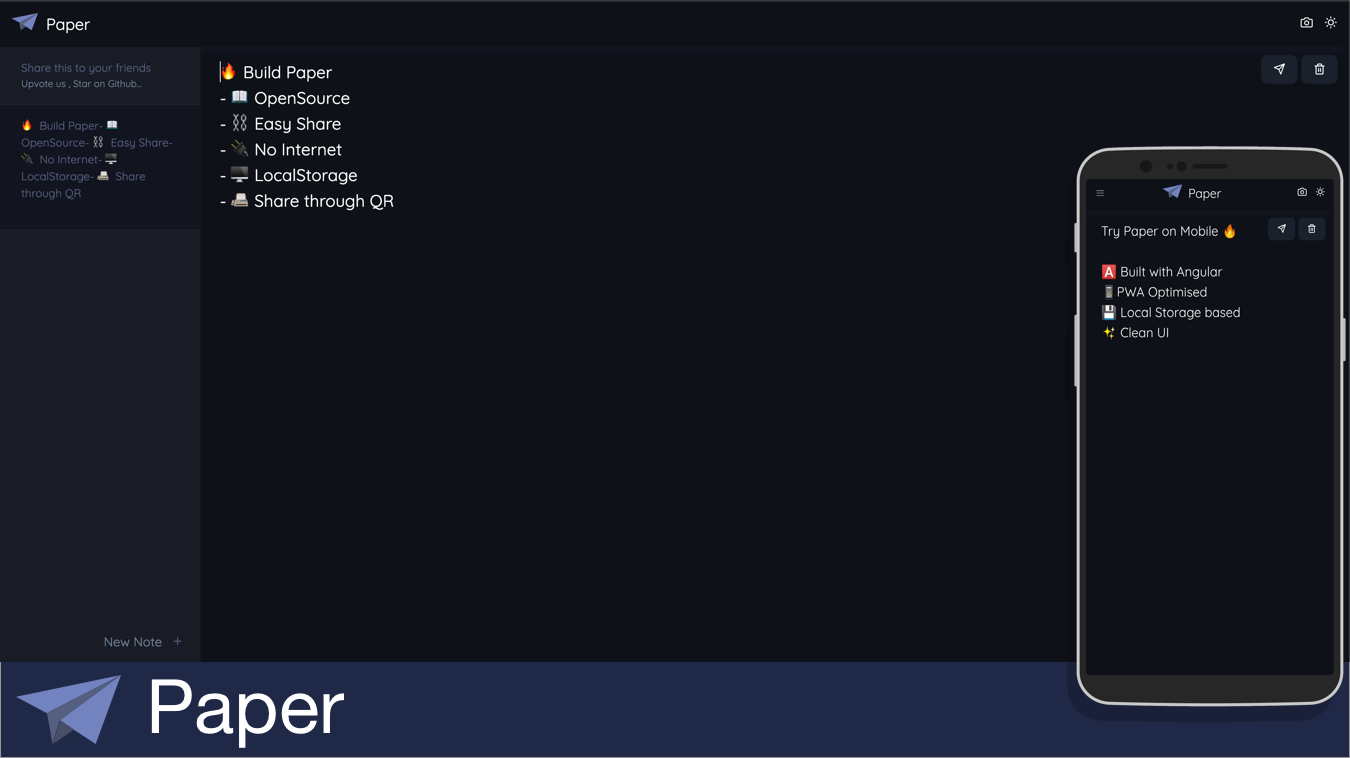 Paper
Share this to your friends
Upvote us , Star on Github...
🔥 Build Paper- 📖
OpenSource- ⛓ Easy Share-
🔌 No Internet- 🖥
LocalStorage- 📠 Share
through QR
New Note +
🔥 Build Paper
- 📖 OpenSource
- ⛓ Easy Share
- 🔌 No Internet
- 🖥 LocalStorage
- 📠 Share through QR
Paper
Try Paper on Mobile 🔥
🅰 Built with Angular
📱PWA Optimised
💾 Local Storage based
✨ Clean UI
Paper